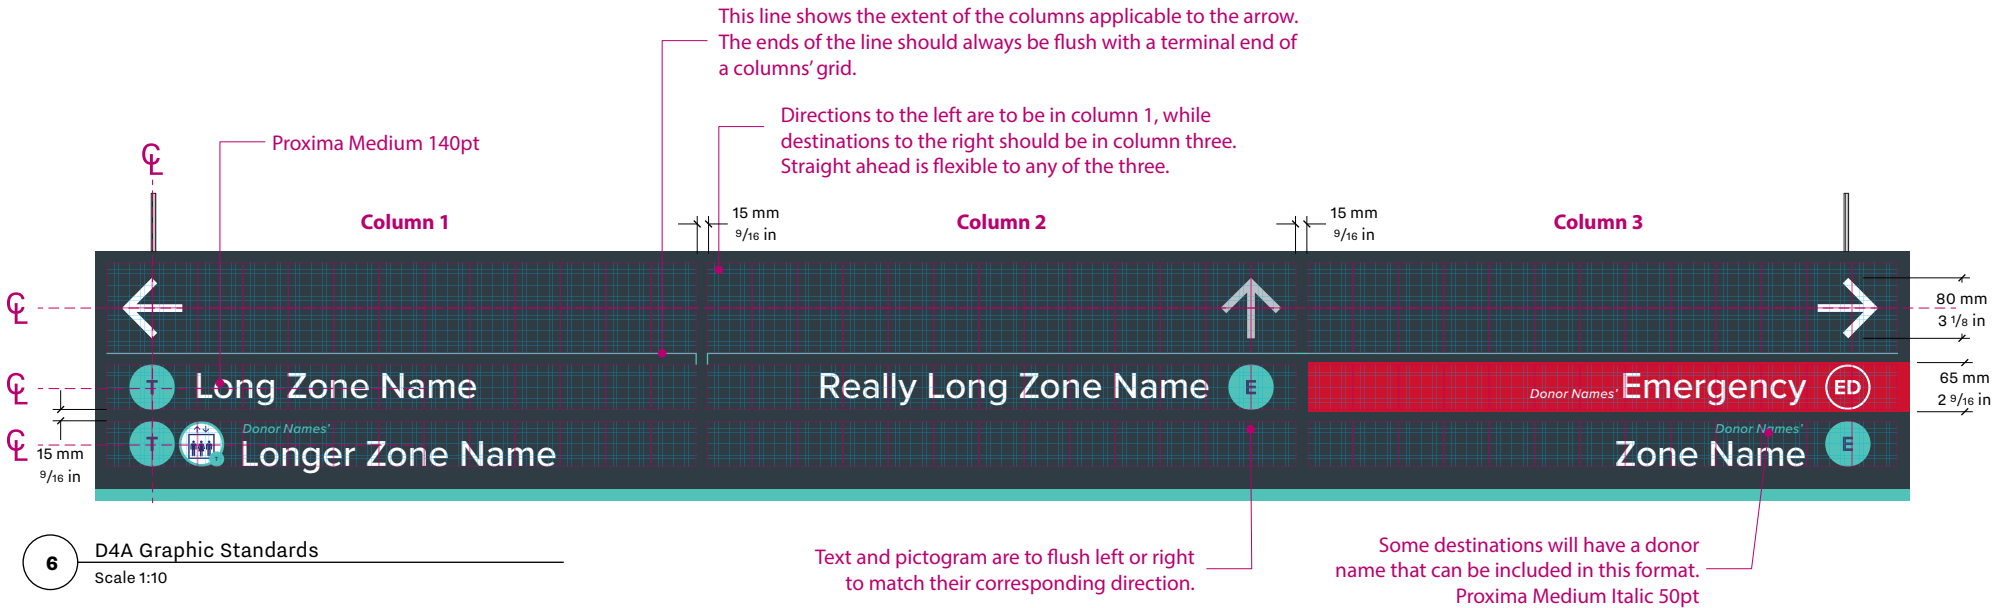 This line shows the extent of the columns applicable to the arrow.
The ends of the line should always be flush with a terminal end of
a columns' grid.
Directions to the left are to be in column 1, while
destinations to the right should be in column three.
Straight ahead is flexible to any of the three.
Proxima Medium 140pt
℄
Column 1
15 mm
9/16 in
Column 2
15 mm
9/16 in
Column 3
℄
80 mm
3 1/8 in
℄
T Long Zone Name
Really Long Zone Name E
Donor Names' Emergency ED
65 mm
2 9/16 in
℄
15 mm
9/16 in
T
T
Donor Names'
Longer Zone Name
Donor Names'
Zone Name E
6
D4A Graphic Standards
Scale 1:10
Text and pictogram are to flush left or right
to match their corresponding direction.
Some destinations will have a donor
name that can be included in this format.
Proxima Medium Italic 50pt